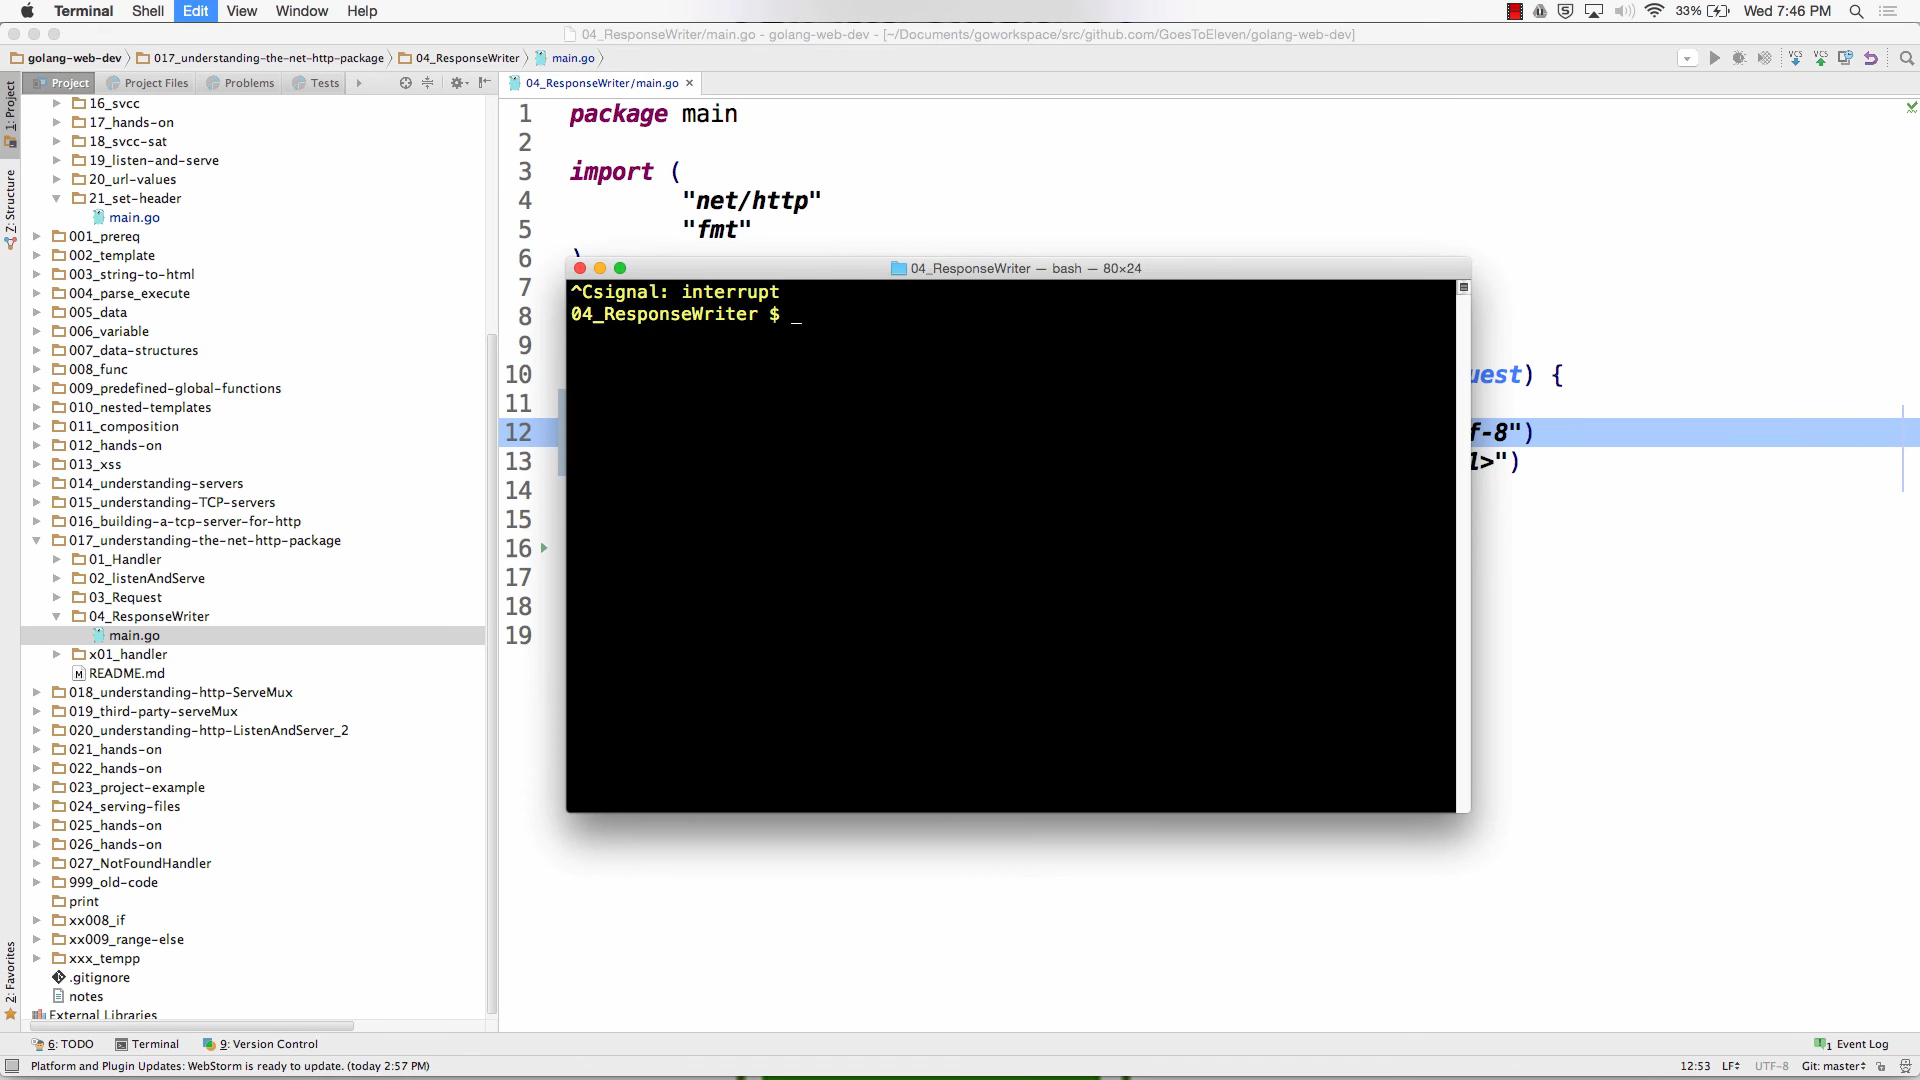 Terminal Shell Edit View Window Help 33% Wed 7:46 PM
04_ResponseWriter/main.go - golang-web-dev - [~/Documents/goworkspace/src/github.com/GoesToEleven/golang-web-dev]
golang-web-dev 017_understanding-the-net-http-package 04_ResponseWriter main.go
Project Project Files Problems Tests
04_ResponseWriter/main.go
1: Project
Z: Structure
2: Favorites
16_svcc
17_hands-on
18_svcc-sat
19_listen-and-serve
20_url-values
21_set-header
main.go
001_prereq
002_template
003_string-to-html
004_parse_execute
005_data
006_variable
007_data-structures
008_func
009_predefined-global-functions
010_nested-templates
011_composition
012_hands-on
013_xss
014_understanding-servers
015_understanding-TCP-servers
016_building-a-tcp-server-for-http
017_understanding-the-net-http-package
01_Handler
02_listenAndServe
03_Request
04_ResponseWriter
main.go
x01_handler
README.md
018_understanding-http-ServeMux
019_third-party-serveMux
020_understanding-http-ListenAndServer_2
021_hands-on
022_hands-on
023_project-example
024_serving-files
025_hands-on
026_hands-on
027_NotFoundHandler
999_old-code
print
xx008_if
xx009_range-else
xxx_tempp
.gitignore
notes
External Libraries
1 package main
2
3 import (
4 "net/http"
5 "fmt"
6 )
7
8
9
10 uest) {
11
12 f-8")
13 l>")
14
15
16
17
18
19
04_ResponseWriter — bash — 80×24
^Csignal: interrupt
04_ResponseWriter $ _
6: TODO Terminal 9: Version Control 1 Event Log
Platform and Plugin Updates: WebStorm is ready to update. (today 2:57 PM) 12:53 LF UTF-8 Git: master